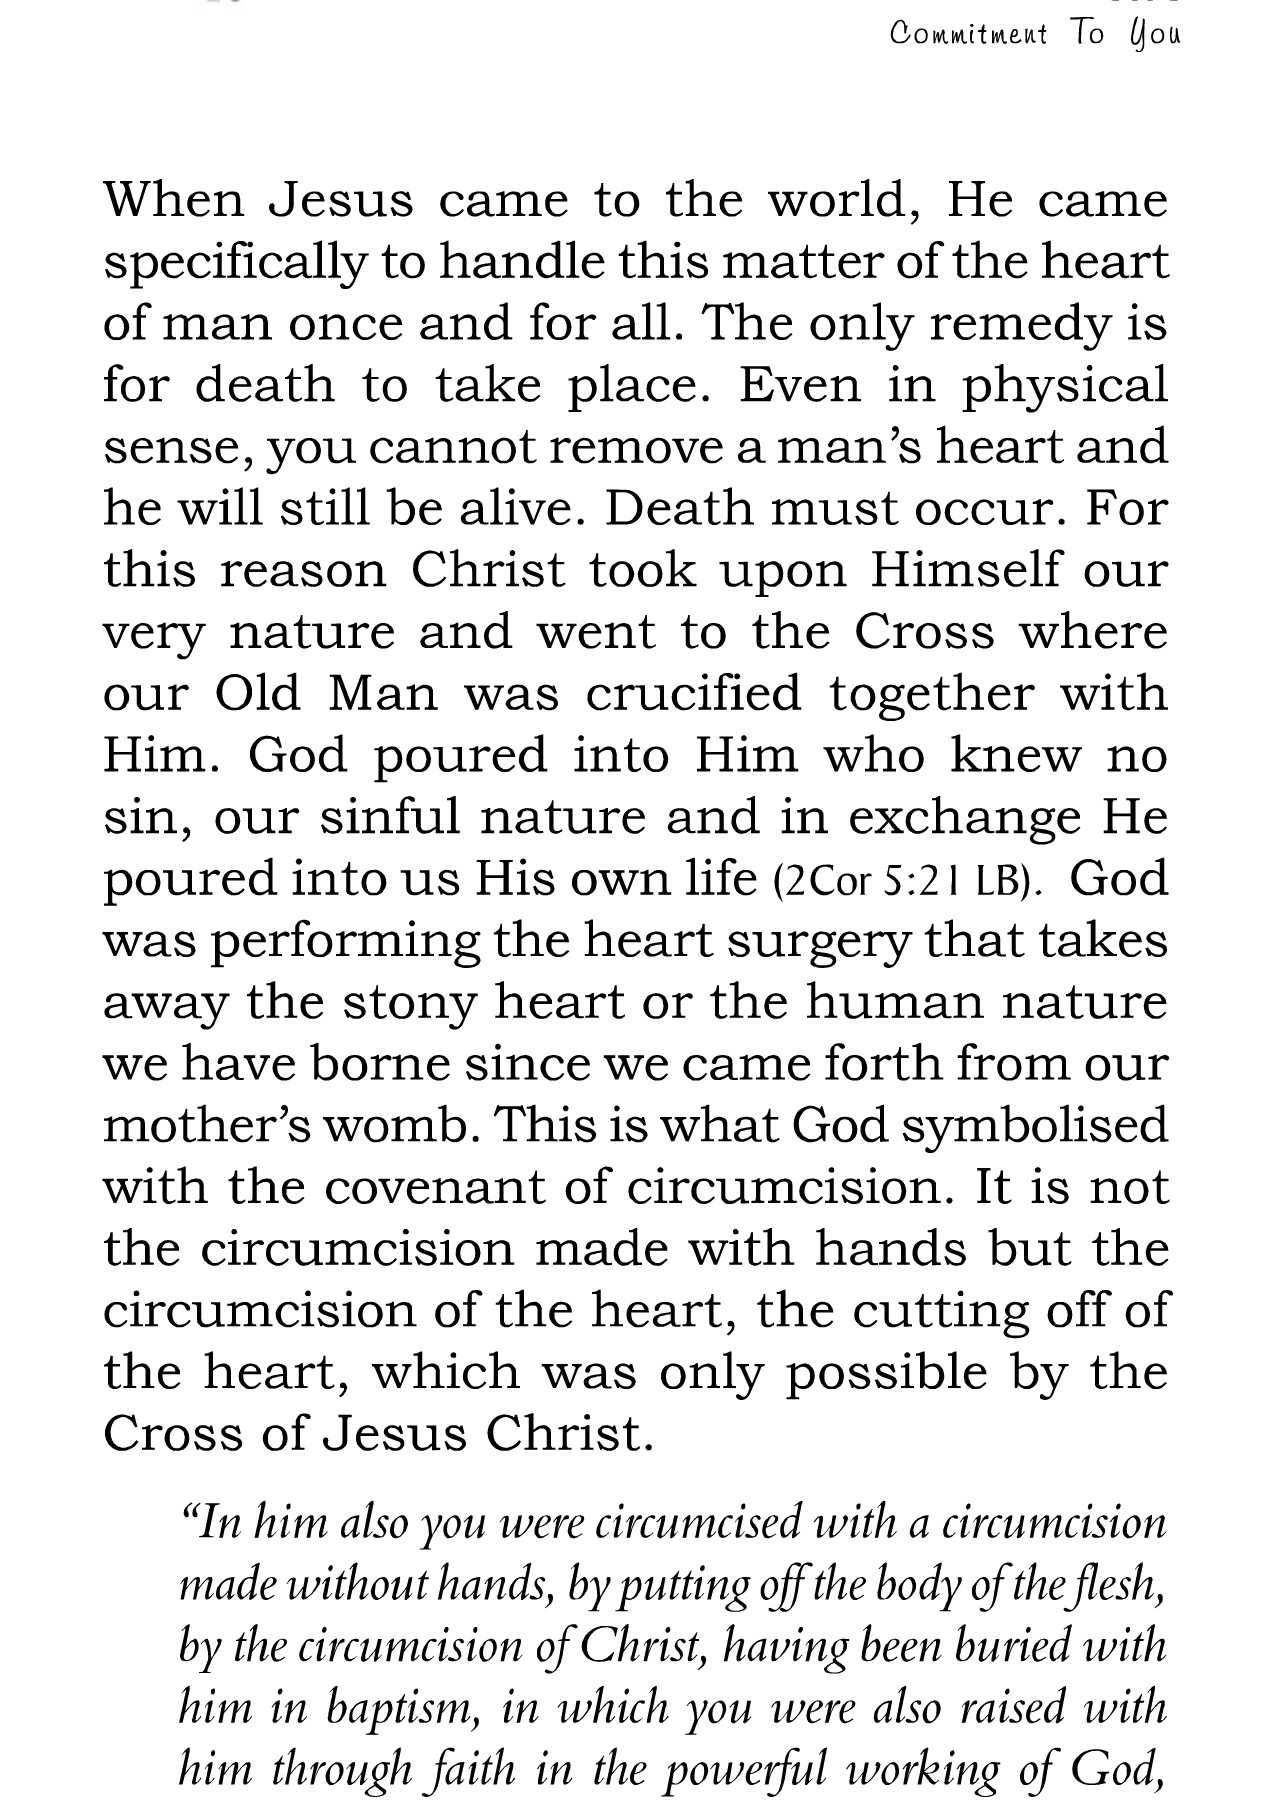 Commitment To You
When Jesus came to the world, He came
specifically to handle this matter of the heart
of man once and for all. The only remedy is
for death to take place. Even in physical
sense, you cannot remove a man’s heart and
he will still be alive. Death must occur. For
this reason Christ took upon Himself our
very nature and went to the Cross where
our Old Man was crucified together with
Him. God poured into Him who knew no
sin, our sinful nature and in exchange He
poured into us His own life (2Cor 5:21 LB). God
was performing the heart surgery that takes
away the stony heart or the human nature
we have borne since we came forth from our
mother’s womb. This is what God symbolised
with the covenant of circumcision. It is not
the circumcision made with hands but the
circumcision of the heart, the cutting off of
the heart, which was only possible by the
Cross of Jesus Christ.
“In him also you were circumcised with a circumcision
made without hands, by putting off the body of the flesh,
by the circumcision of Christ, having been buried with
him in baptism, in which you were also raised with
him through faith in the powerful working of God,